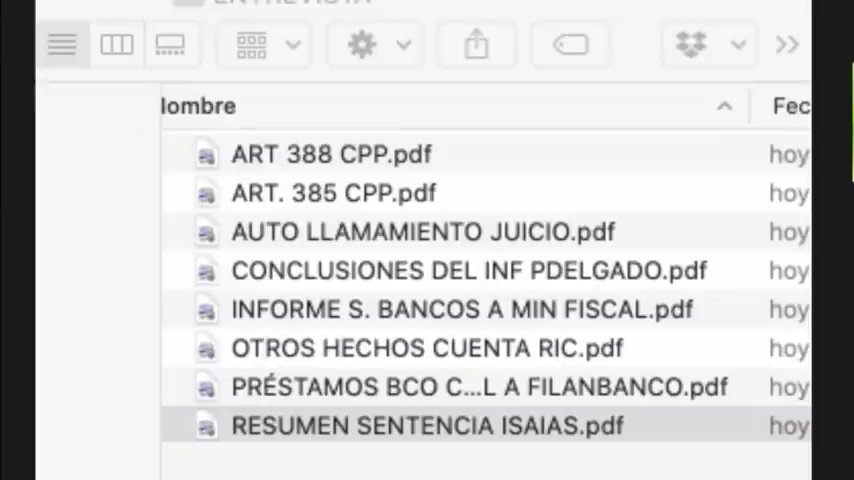 ENTREVISTA
Nombre Fec
ART 388 CPP.pdf hoy
ART. 385 CPP.pdf hoy
AUTO LLAMAMIENTO JUICIO.pdf hoy
CONCLUSIONES DEL INF PDELGADO.pdf hoy
INFORME S. BANCOS A MIN FISCAL.pdf hoy
OTROS HECHOS CUENTA RIC.pdf hoy
PRÉSTAMOS BCO C...L A FILANBANCO.pdf hoy
RESUMEN SENTENCIA ISAIAS.pdf hoy